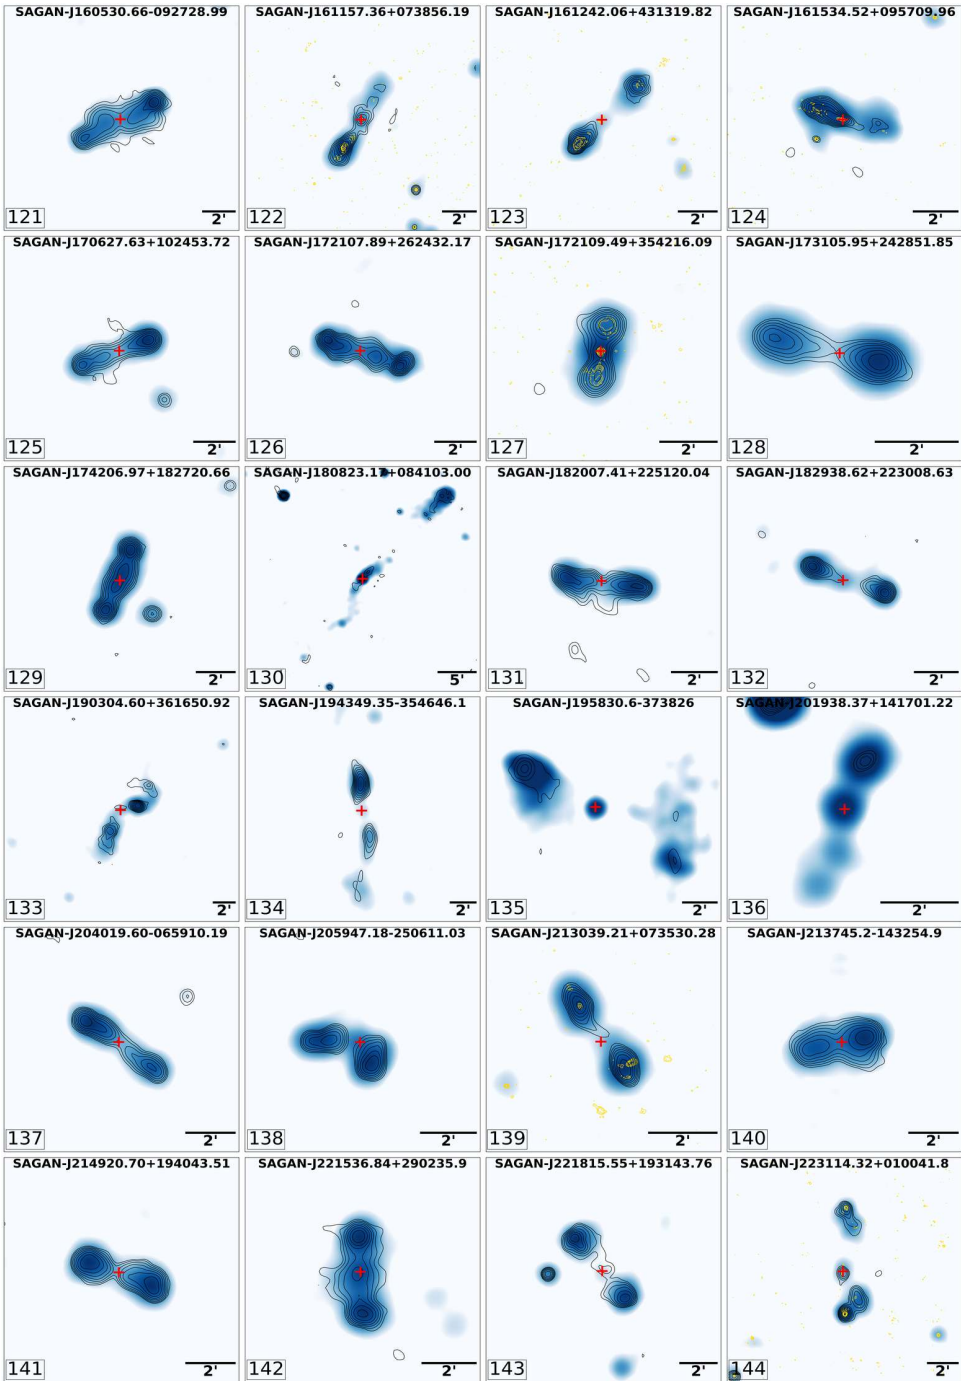 SAGAN-J160530.66-092728.99
SAGAN-J161157.36+073856.19
SAGAN-J161242.06+431319.82
SAGAN-J161534.52+095709.96
121
2'
122
2'
123
2'
124
2'
SAGAN-J170627.63+102453.72
SAGAN-J172107.89+262432.17
SAGAN-J172109.49+354216.09
SAGAN-J173105.95+242851.85
125
2'
126
2'
127
2'
128
2'
SAGAN-J174206.97+182720.66
SAGAN-J180823.17+084103.00
SAGAN-J182007.41+225120.04
SAGAN-J182938.62+223008.63
129
2'
130
5'
131
2'
132
2'
SAGAN-J190304.60+361650.92
SAGAN-J194349.35-354646.1
SAGAN-J195830.6-373826
SAGAN-J201938.37+141701.22
133
2'
134
2'
135
2'
136
2'
SAGAN-J204019.60-065910.19
SAGAN-J205947.18-250611.03
SAGAN-J213039.21+073530.28
SAGAN-J213745.2-143254.9
137
2'
138
2'
139
2'
140
2'
SAGAN-J214920.70+194043.51
SAGAN-J221536.84+290235.9
SAGAN-J221815.55+193143.76
SAGAN-J223114.32+010041.8
141
2'
142
2'
143
2'
144
2'